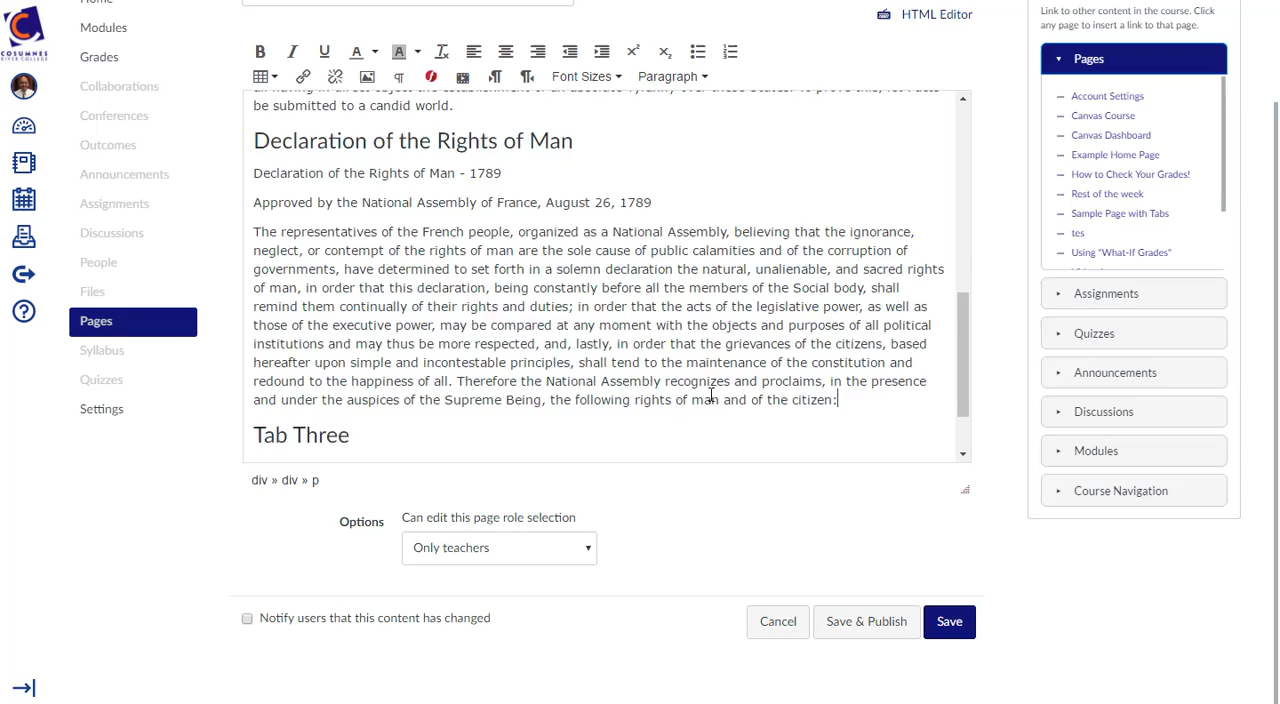 COSUMNES
RIVER COLLEGE
Modules
Grades
Collaborations
Conferences
Outcomes
Announcements
Assignments
Discussions
People
Files
Pages
Syllabus
Quizzes
Settings
HTML Editor
B I U A A Font Sizes Paragraph
be submitted to a candid world.
Declaration of the Rights of Man
Declaration of the Rights of Man - 1789
Approved by the National Assembly of France, August 26, 1789
The representatives of the French people, organized as a National Assembly, believing that the ignorance,
neglect, or contempt of the rights of man are the sole cause of public calamities and of the corruption of
governments, have determined to set forth in a solemn declaration the natural, unalienable, and sacred rights
of man, in order that this declaration, being constantly before all the members of the Social body, shall
remind them continually of their rights and duties; in order that the acts of the legislative power, as well as
those of the executive power, may be compared at any moment with the objects and purposes of all political
institutions and may thus be more respected, and, lastly, in order that the grievances of the citizens, based
hereafter upon simple and incontestable principles, shall tend to the maintenance of the constitution and
redound to the happiness of all. Therefore the National Assembly recognizes and proclaims, in the presence
and under the auspices of the Supreme Being, the following rights of man and of the citizen:
Tab Three
div » div » p
Options
Can edit this page role selection
Only teachers
Notify users that this content has changed
Cancel
Save & Publish
Save
Link to other content in the course. Click
any page to insert a link to that page.
Pages
Account Settings
Canvas Course
Canvas Dashboard
Example Home Page
How to Check Your Grades!
Rest of the week
Sample Page with Tabs
tes
Using "What-If Grades"
Assignments
Quizzes
Announcements
Discussions
Modules
Course Navigation